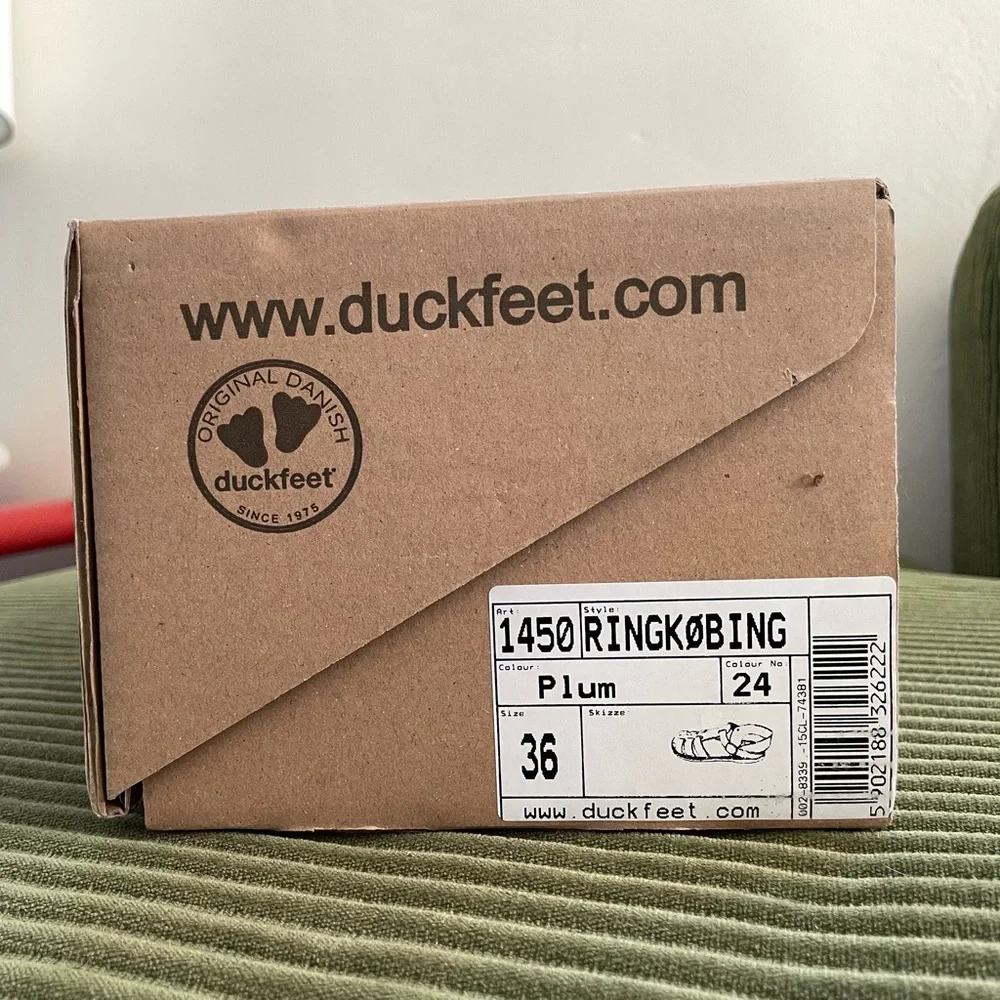 www.duckfeet.com
ORIGINAL DANISH
duckfeet
SINCE 1975
Art: Style:
1450 RINGKØBING
Colour: Colour No:
Plum 24
Size Skizze
36
www.duckfeet.com
002-8339 -15CL-74381
5 902188 326222